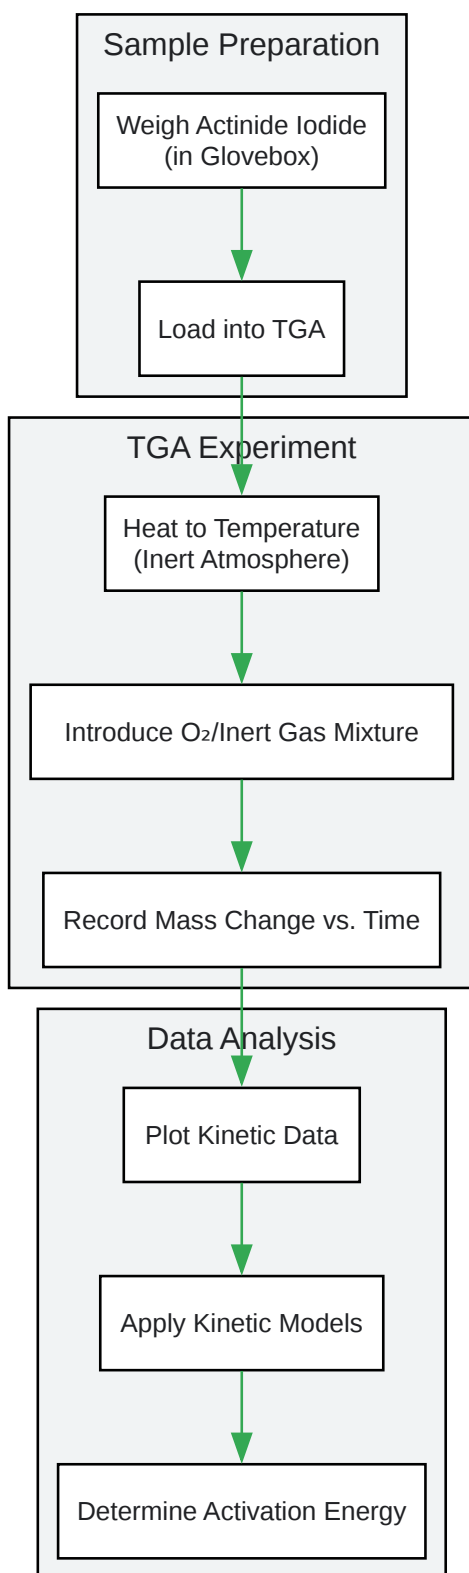 Sample Preparation
Weigh Actinide Iodide
(in Glovebox)
Load into TGA
TGA Experiment
Heat to Temperature
(Inert Atmosphere)
Introduce O₂/Inert Gas Mixture
Record Mass Change vs. Time
Data Analysis
Plot Kinetic Data
Apply Kinetic Models
Determine Activation Energy